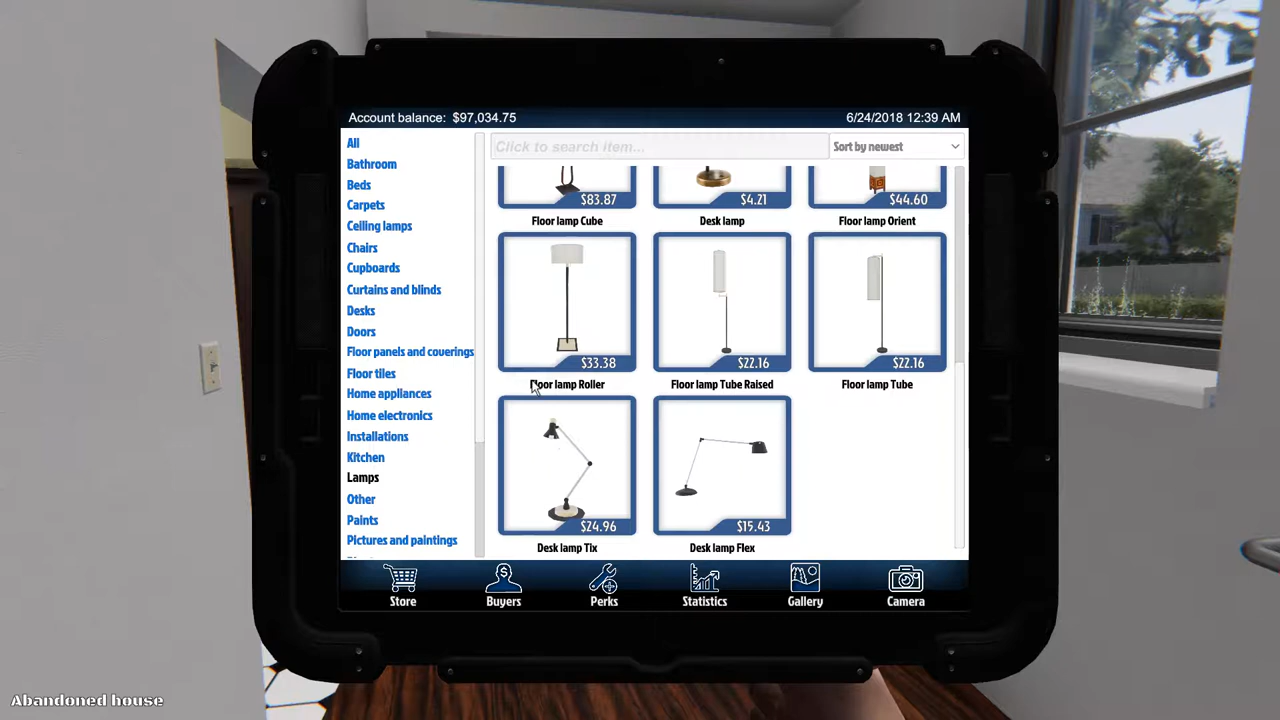 Account balance: $97,034.75
6/24/2018 12:39 AM
All
Bathroom
Beds
Carpets
Ceiling lamps
Chairs
Cupboards
Curtains and blinds
Desks
Doors
Floor panels and coverings
Floor tiles
Home appliances
Home electronics
Installations
Kitchen
Lamps
Other
Paints
Pictures and paintings
Click to search item...
Sort by newest
$83.87
$4.21
$44.60
Floor lamp Cube
Desk lamp
Floor lamp Orient
$33.38
$22.16
$22.16
Floor lamp Roller
Floor lamp Tube Raised
Floor lamp Tube
$24.96
$15.43
Desk lamp Tix
Desk lamp Flex
Store
Buyers
Perks
Statistics
Gallery
Camera
Abandoned house